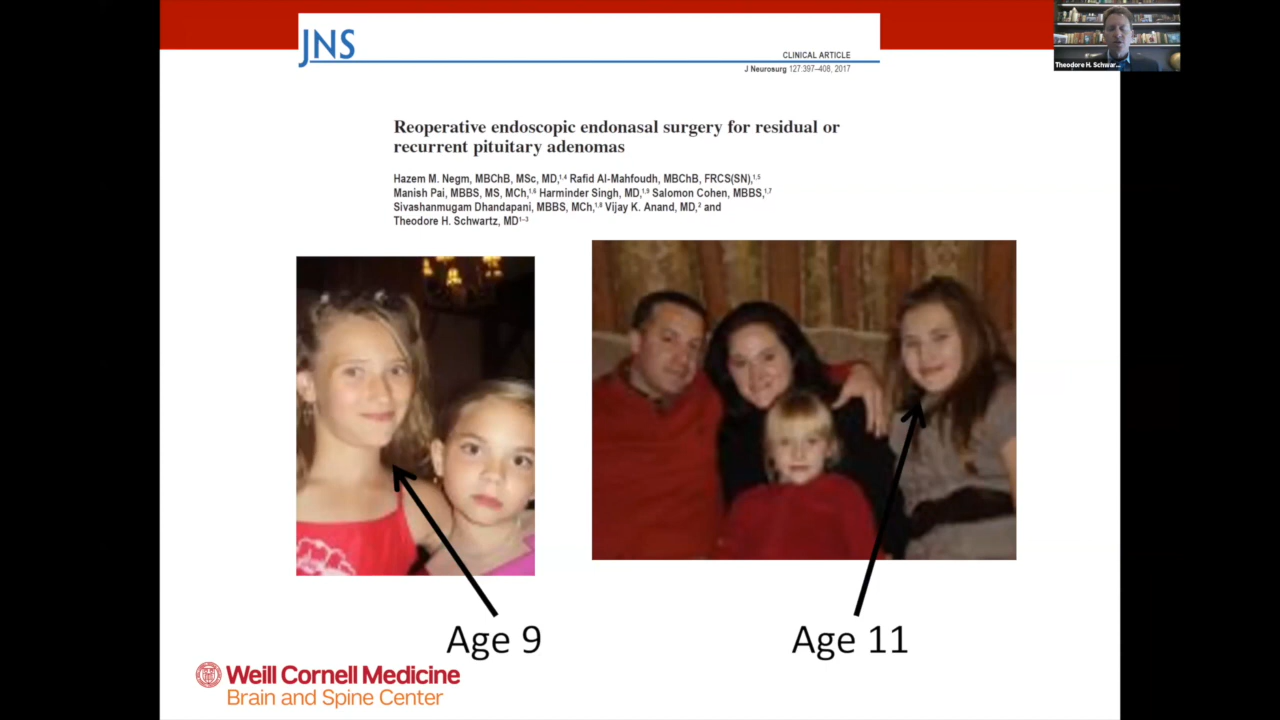 JNS
CLINICAL ARTICLE
J Neurosurg 127:397–408, 2017
Theodore H. Schwar...
Reoperative endoscopic endonasal surgery for residual or
recurrent pituitary adenomas
Hazem M. Negm, MBChB, MSc, MD,1,4 Rafid Al-Mahfoudh, MBChB, FRCS(SN),1,5
Manish Pai, MBBS, MS, MCh,1,6 Harminder Singh, MD,1,9 Salomon Cohen, MBBS,1,7
Sivashanmugam Dhandapani, MBBS, MCh,1,8 Vijay K. Anand, MD,2 and
Theodore H. Schwartz, MD1–3
Age 9
Age 11
Weill Cornell Medicine
Brain and Spine Center